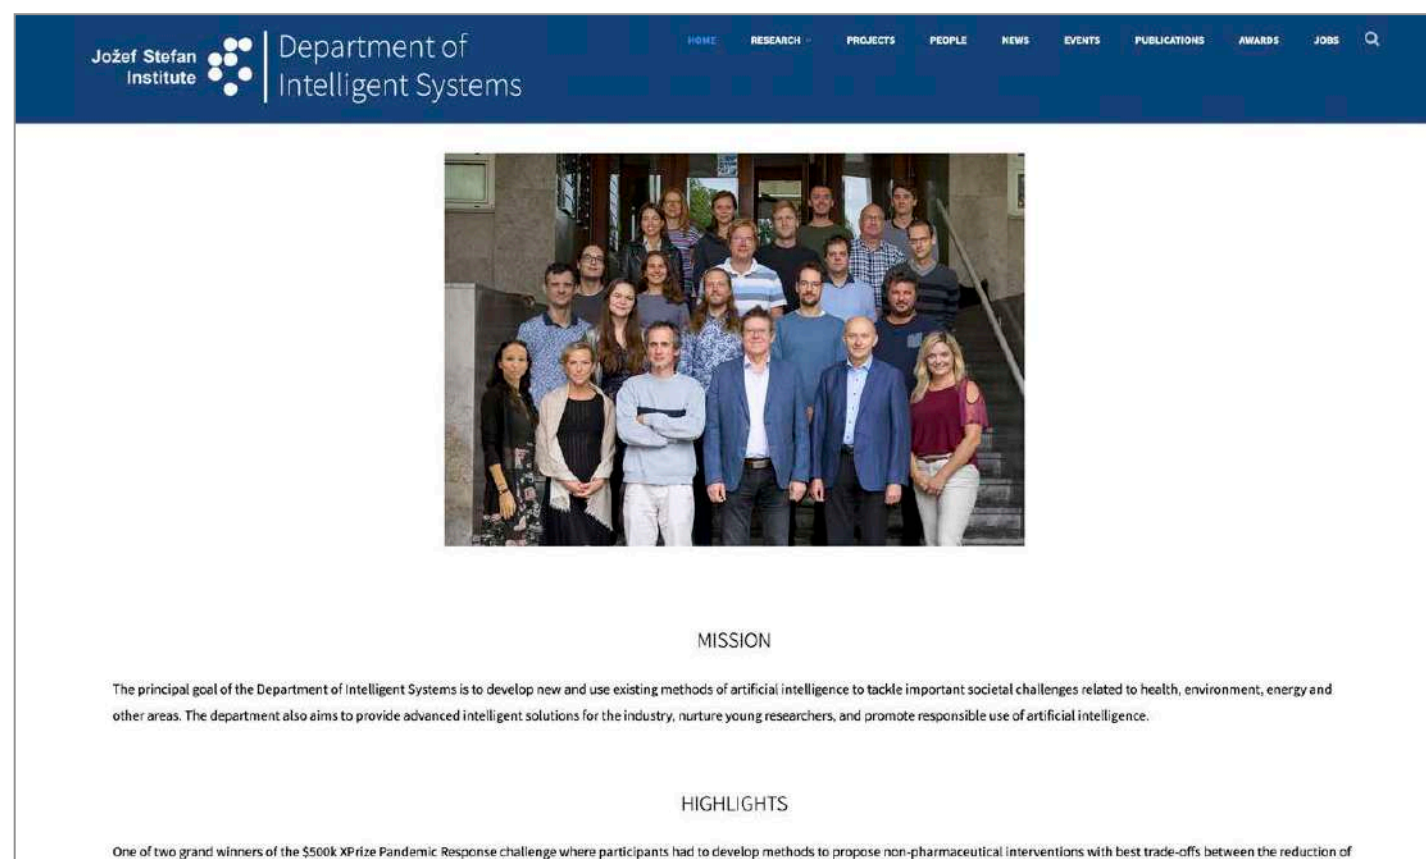 Jožef Stefan
Institute
Department of
Intelligent Systems
HOME RESEARCH PROJECTS PEOPLE NEWS EVENTS PUBLICATIONS AWARDS JOBS
MISSION
The principal goal of the Department of Intelligent Systems is to develop new and use existing methods of artificial intelligence to tackle important societal challenges related to health, environment, energy and
other areas. The department also aims to provide advanced intelligent solutions for the industry, nurture young researchers, and promote responsible use of artificial intelligence.
HIGHLIGHTS
One of two grand winners of the $500k XPrize Pandemic Response challenge where participants had to develop methods to propose non-pharmaceutical interventions with best trade-offs between the reduction of